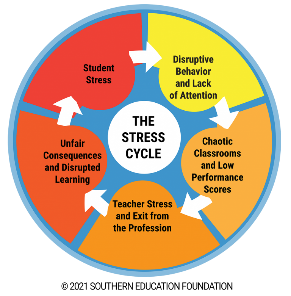 Student
Stress
Disruptive
Behavior and Lack
of Attention
THE
STRESS
CYCLE
Unfair
Consequences
and Disrupted
Learning
Chaotic
Classrooms and Low
Performance
Scores
Teacher Stress
and Exit from
the Profession
© 2021 SOUTHERN EDUCATION FOUNDATION